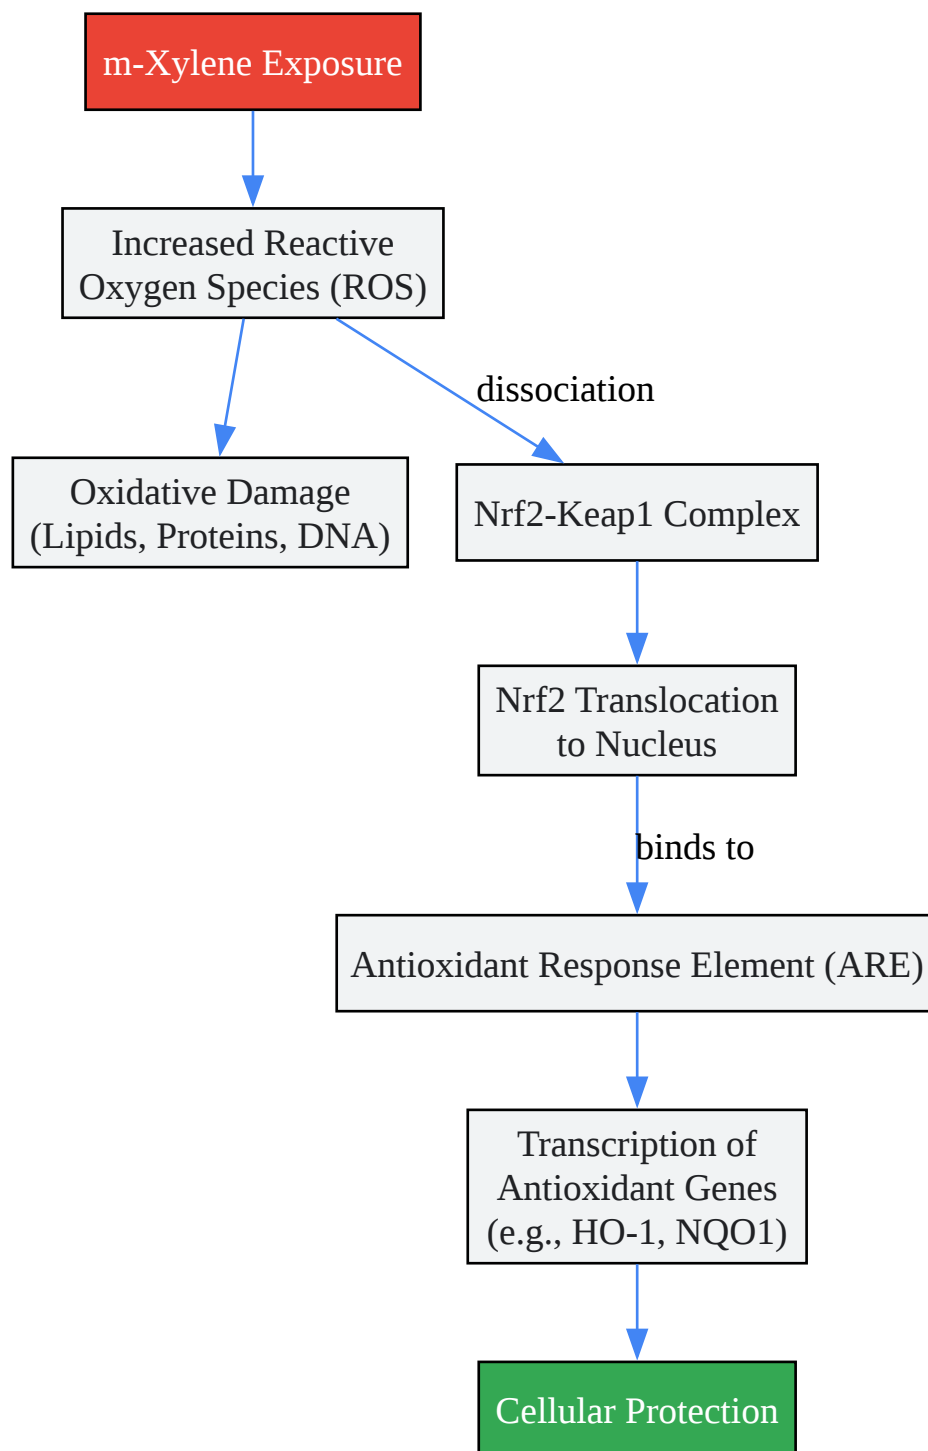 m-Xylene Exposure
Increased Reactive
Oxygen Species (ROS)
dissociation
Oxidative Damage
(Lipids, Proteins, DNA)
Nrf2-Keap1 Complex
Nrf2 Translocation
to Nucleus
binds to
Antioxidant Response Element (ARE)
Transcription of
Antioxidant Genes
(e.g., HO-1, NQO1)
Cellular Protection